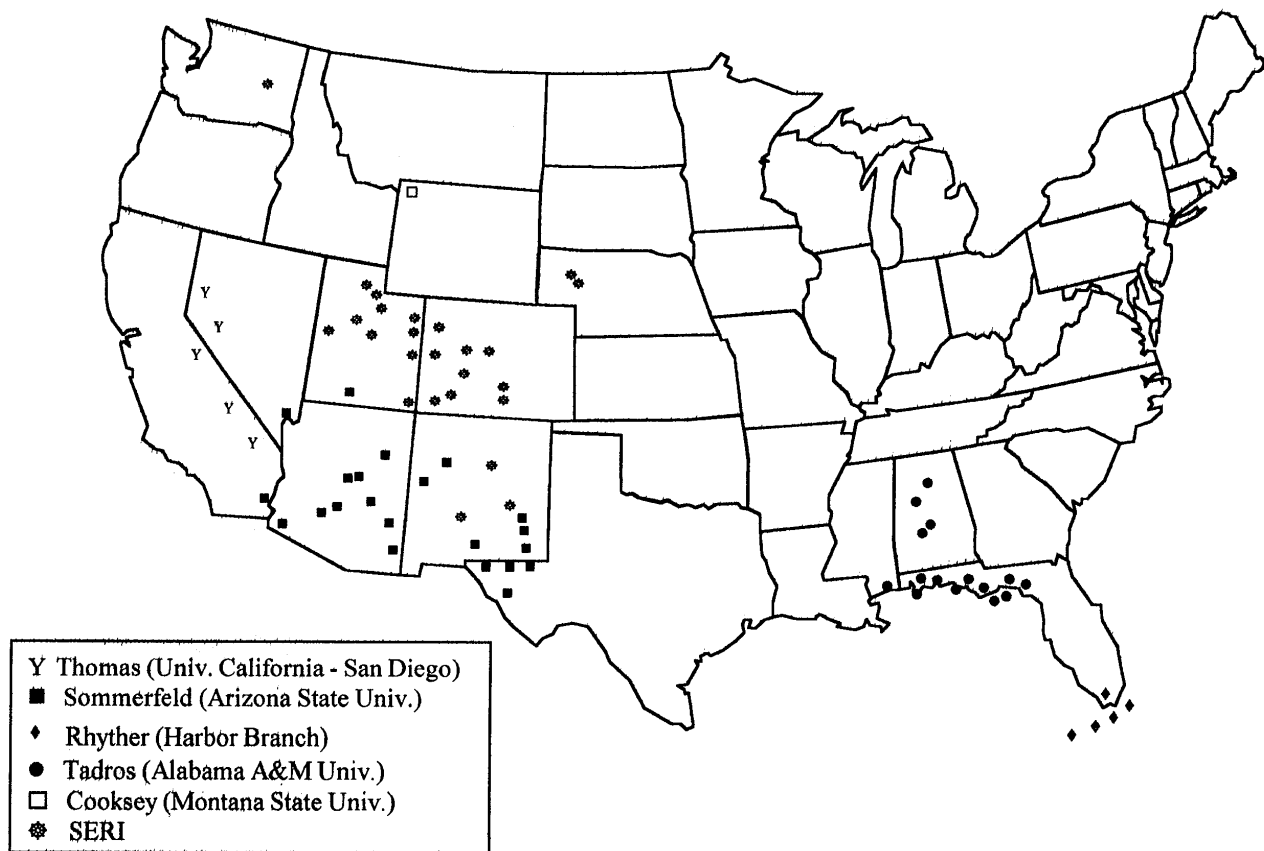 Y
Y
Y
Y
Y
Y Thomas (Univ. California - San Diego)
Sommerfeld (Arizona State Univ.)
Rhyther (Harbor Branch)
Tadros (Alabama A&M Univ.)
Cooksey (Montana State Univ.)
SERI